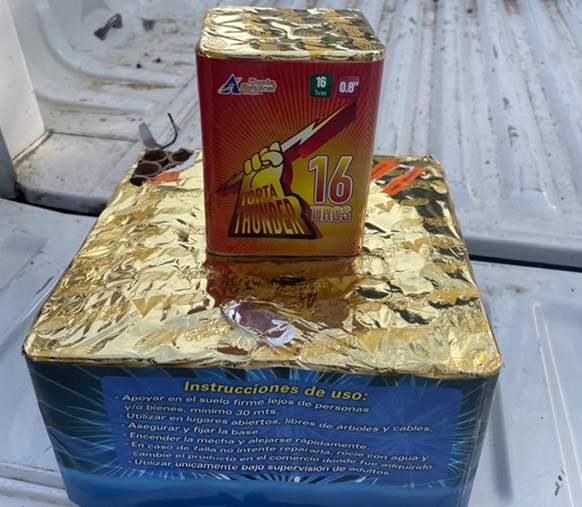 16
Tiros
0.8"
TORTA
THUNDER
16
TIROS
Instrucciones de uso:
- Apoyar en el suelo firme lejos de personas
y/o bienes, mínimo 30 mts.
- Utilizar en lugares abiertos, libres de árboles y cables.
- Asegurar y fijar la base.
- Encender la mecha y alejarse rápidamente.
- En caso de falla no intente repararla, rocíe con agua y
cambie el producto en el comercio donde fue adquirido.
- Utilizar unicamente bajo supervisión de adultos.